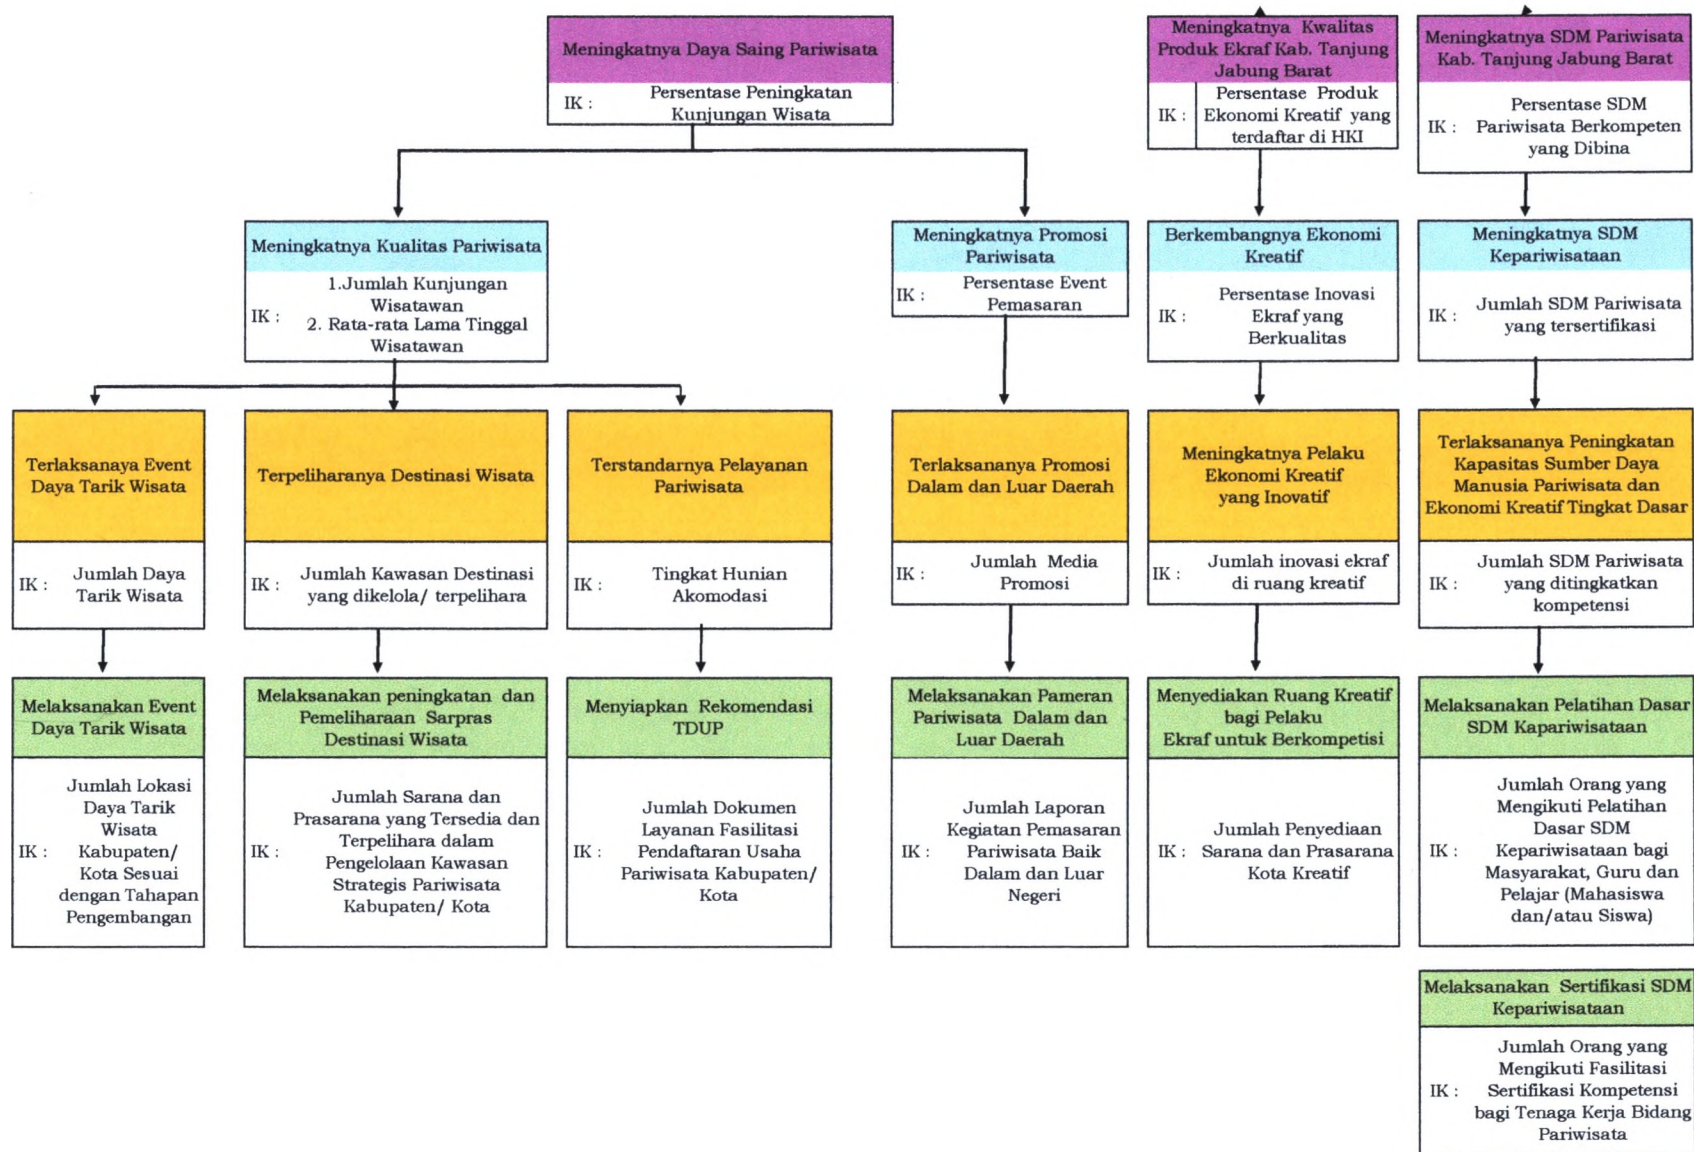 Meningkatnya Daya Saing Pariwisata
IK :
Persentase Peningkatan
Kunjungan Wisata
Meningkatnya Kwalitas
Produk Ekraf Kab. Tanjung
Jabung Barat
IK :
Persentase Produk
Ekonomi Kreatif yang
terdaftar di HKI
Meningkatnya SDM Pariwisata
Kab. Tanjung Jabung Barat
IK :
Persentase SDM
Pariwisata Berkompeten
yang Dibina
Meningkatnya Kualitas Pariwisata
IK :
1.Jumlah Kunjungan
Wisatawan
2. Rata-rata Lama Tinggal
Wisatawan
Meningkatnya Promosi
Pariwisata
IK :
Persentase Event
Pemasaran
Berkembangnya Ekonomi
Kreatif
IK :
Persentase Inovasi
Ekraf yang
Berkualitas
Meningkatnya SDM
Kepariwisataan
IK :
Jumlah SDM Pariwisata
yang tersertifikasi
Terlaksanaya Event
Daya Tarik Wisata
IK :
Jumlah Daya
Tarik Wisata
Terpeliharanya Destinasi Wisata
IK :
Jumlah Kawasan Destinasi
yang dikelola/ terpelihara
Terstandarnya Pelayanan
Pariwisata
IK :
Tingkat Hunian
Akomodasi
Terlaksananya Promosi
Dalam dan Luar Daerah
IK :
Jumlah Media
Promosi
Meningkatnya Pelaku
Ekonomi Kreatif
yang Inovatif
IK :
Jumlah inovasi ekraf
di ruang kreatif
Terlaksananya Peningkatan
Kapasitas Sumber Daya
Manusia Pariwisata dan
Ekonomi Kreatif Tingkat Dasar
IK :
Jumlah SDM Pariwisata
yang ditingkatkan
kompetensi
Melaksanakan Event
Daya Tarik Wisata
IK :
Jumlah Lokasi
Daya Tarik
Wisata
Kabupaten/
Kota Sesuai
dengan Tahapan
Pengembangan
Melaksanakan peningkatan dan
Pemeliharaan Sarpras
Destinasi Wisata
IK :
Jumlah Sarana dan
Prasarana yang Tersedia dan
Terpelihara dalam
Pengelolaan Kawasan
Strategis Pariwisata
Kabupaten/ Kota
Menyiapkan Rekomendasi
TDUP
IK :
Jumlah Dokumen
Layanan Fasilitasi
Pendaftaran Usaha
Pariwisata Kabupaten/
Kota
Melaksanakan Pameran
Pariwisata Dalam dan
Luar Daerah
IK :
Jumlah Laporan
Kegiatan Pemasaran
Pariwisata Baik
Dalam dan Luar
Negeri
Menyediakan Ruang Kreatif
bagi Pelaku
Ekraf untuk Berkompetisi
IK :
Jumlah Penyediaan
Sarana dan Prasarana
Kota Kreatif
Melaksanakan Pelatihan Dasar
SDM Kapariwisataan
IK :
Jumlah Orang yang
Mengikuti Pelatihan
Dasar SDM
Kepariwisataan bagi
Masyarakat, Guru dan
Pelajar (Mahasiswa
dan/atau Siswa)
Melaksanakan Sertifikasi SDM
Kepariwisataan
IK :
Jumlah Orang yang
Mengikuti Fasilitasi
Sertifikasi Kompetensi
bagi Tenaga Kerja Bidang
Pariwisata